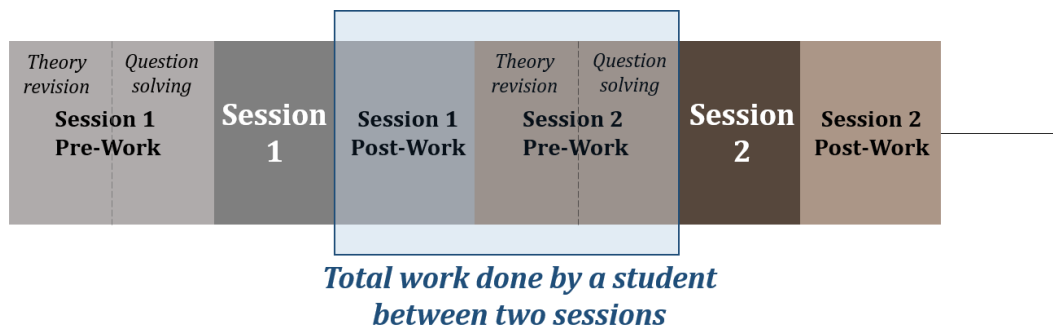 Theory
revision
Question
solving
Session 1
Pre-Work
Session
1
Session 1
Post-Work
Theory
revision
Question
solving
Session 2
Pre-Work
Session
2
Session 2
Post-Work
Total work done by a student
between two sessions